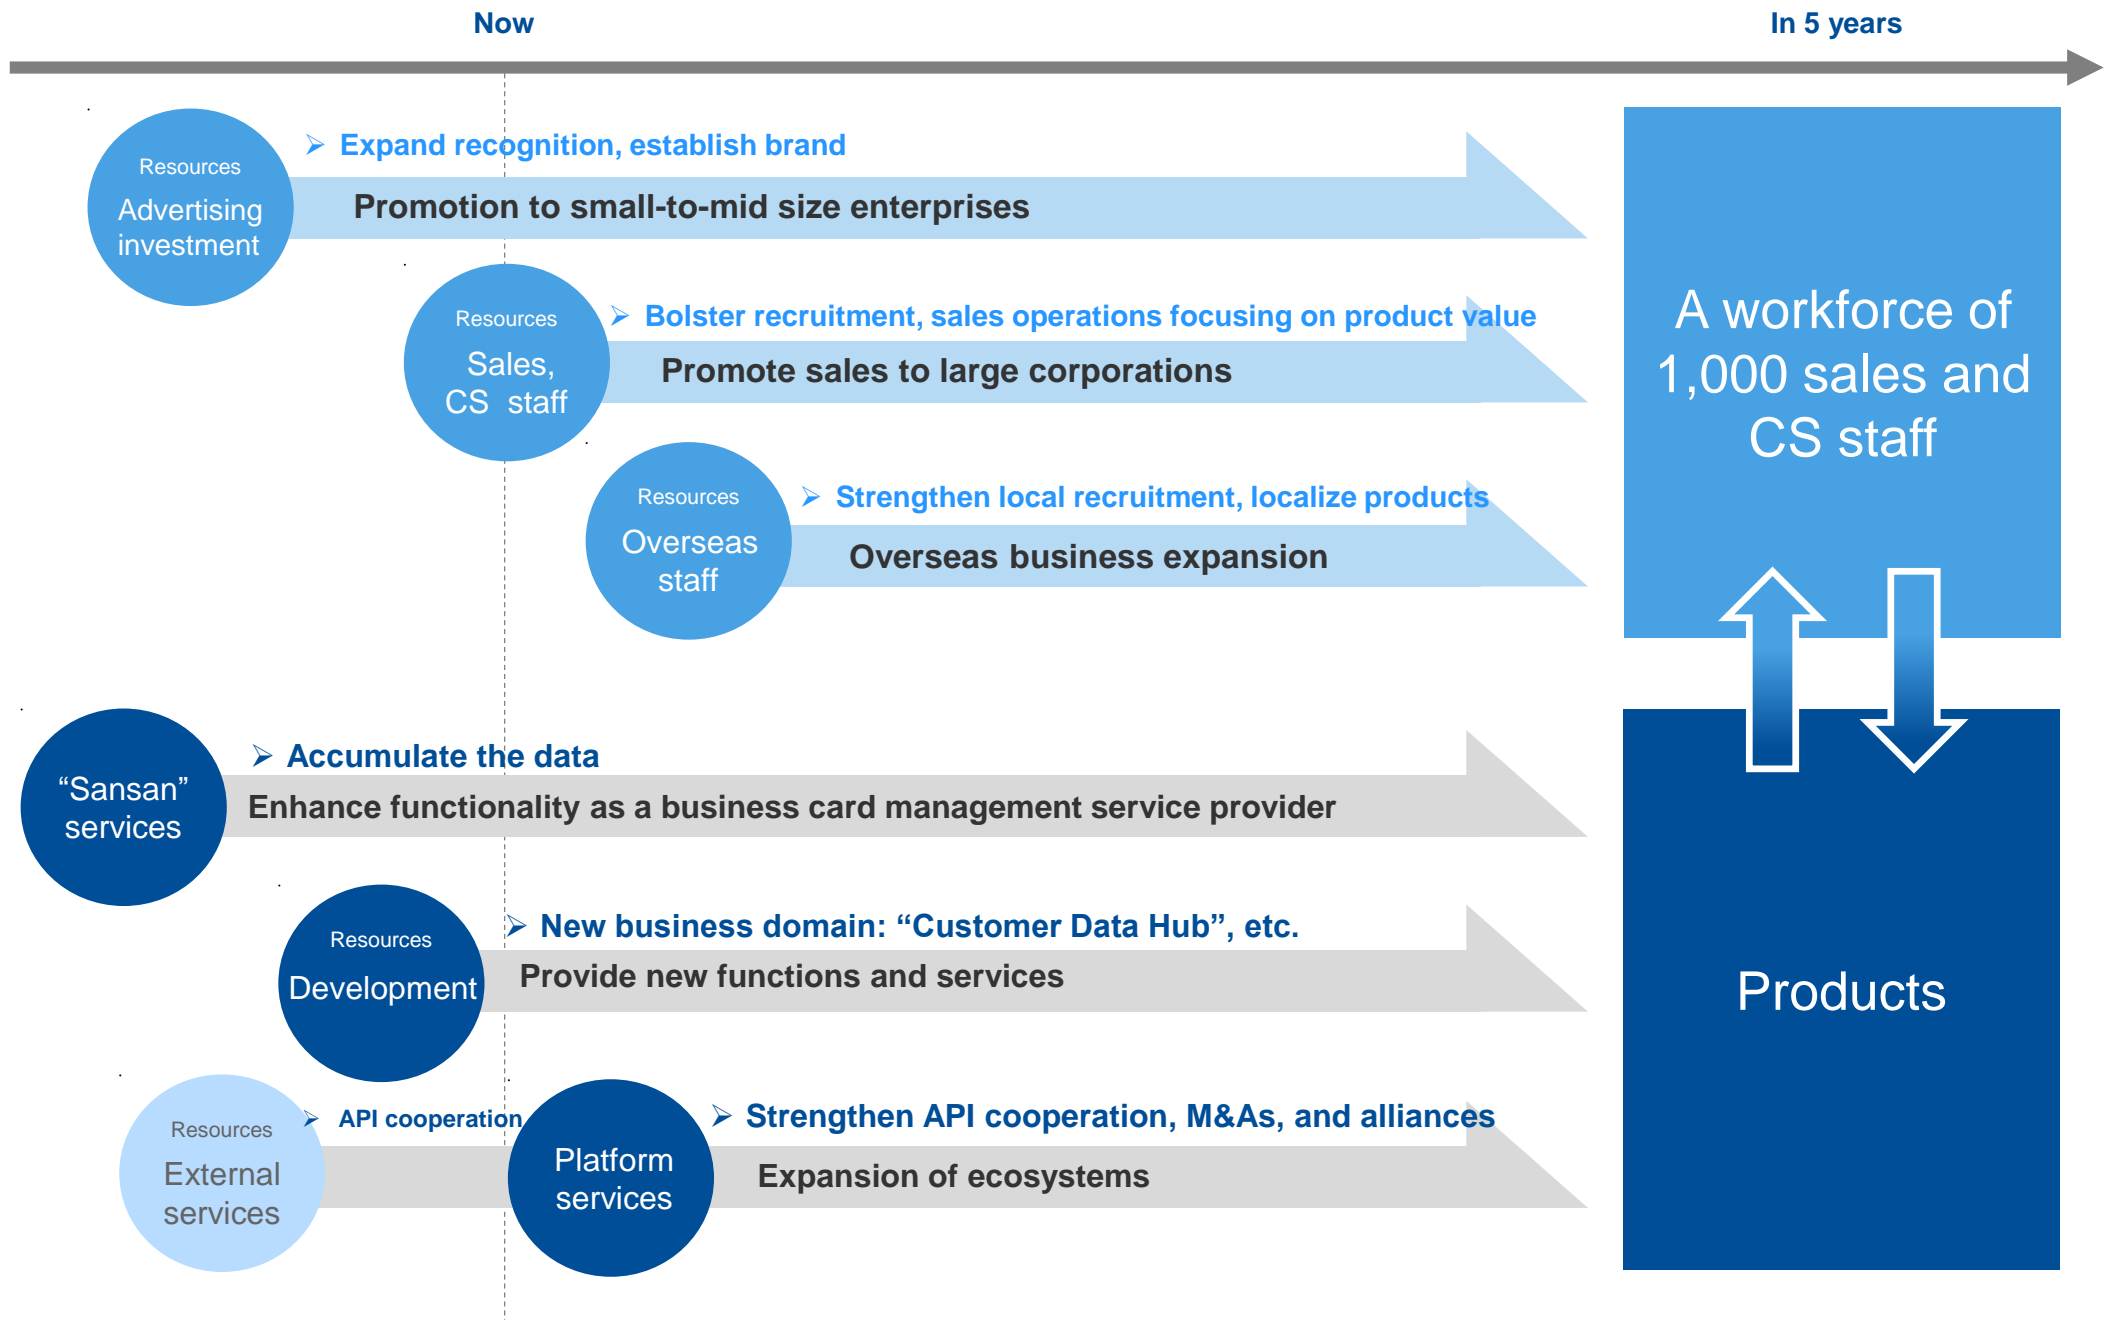 Now
In 5 years
➢ Expand recognition, establish brand
Resources
Advertising
investment
Promotion to small-to-mid size enterprises
➢ Bolster recruitment, sales operations focusing on product value
Resources
Sales,
CS staff
Promote sales to large corporations
➢ Strengthen local recruitment, localize products
Resources
Overseas
staff
Overseas business expansion
A workforce of
1,000 sales and
CS staff
➢ Accumulate the data
“Sansan”
services
Enhance functionality as a business card management service provider
➢ New business domain: “Customer Data Hub”, etc.
Resources
Development
Provide new functions and services
Products
Resources
External
services
➢ API cooperation
Platform
services
➢ Strengthen API cooperation, M&As, and alliances
Expansion of ecosystems